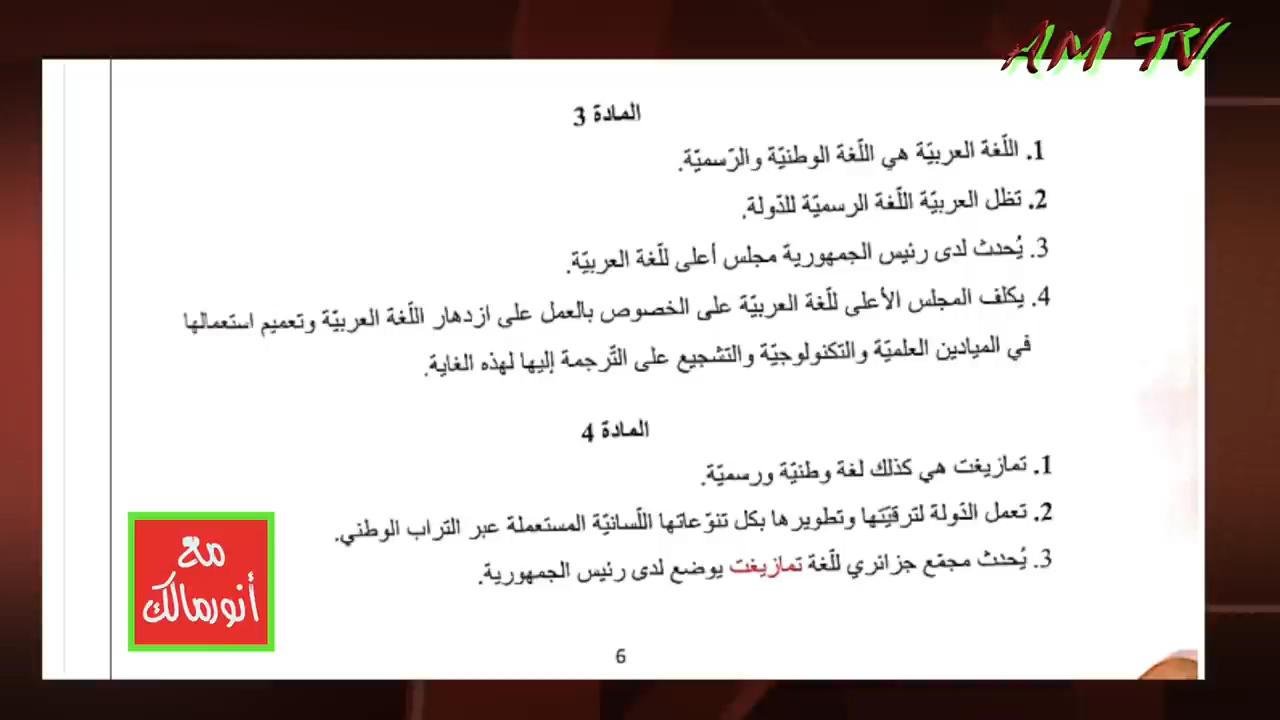 AM TV
المادة 3
1. اللّغة العربيّة هي اللّغة الوطنيّة والرّسميّة.
2. تظل العربيّة اللّغة الرسميّة للدّولة.
3. يُحدث لدى رئيس الجمهورية مجلس أعلى للّغة العربيّة.
4. يكلف المجلس الأعلى للّغة العربيّة على الخصوص بالعمل على ازدهار اللّغة العربيّة وتعميم استعمالها
في الميادين العلميّة والتكنولوجيّة والتشجيع على التّرجمة إليها لهذه الغاية.
المادة 4
1. تمازيغت هي كذلك لغة وطنيّة ورسميّة.
2. تعمل الدّولة لترقيّتها وتطويرها بكل تنوّعاتها اللّسانيّة المستعملة عبر التراب الوطني.
3. يُحدث مجمّع جزائري للّغة تمازيغت يوضع لدى رئيس الجمهورية.
مع
أنورمالك
6